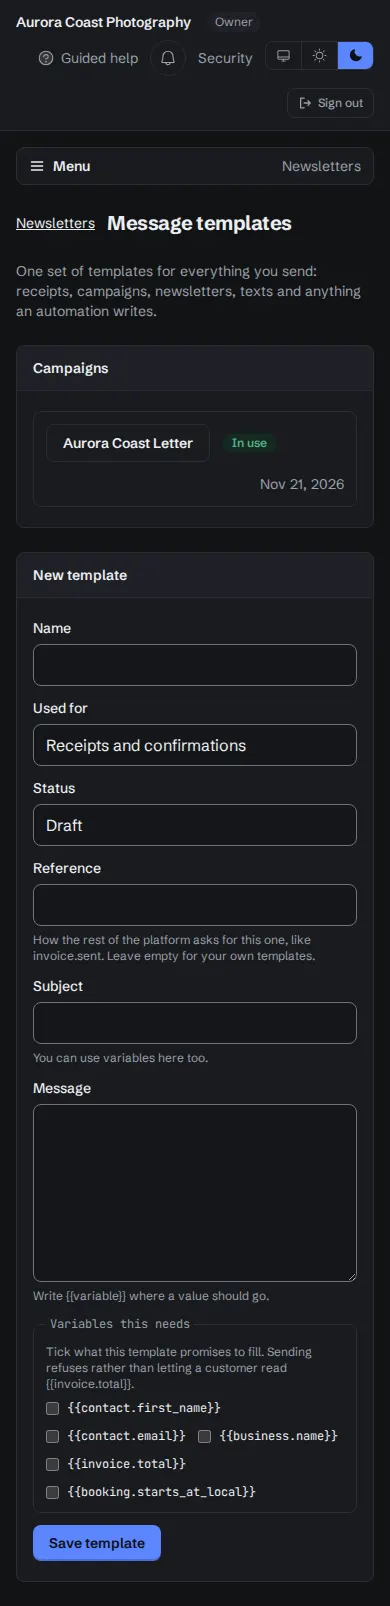 Aurora Coast Photography
Owner
Guided help
Security
Sign out
Menu
Newsletters
Newsletters Message templates
One set of templates for everything you send:
receipts, campaigns, newsletters, texts and anything
an automation writes.
Campaigns
Aurora Coast Letter
In use
Nov 21, 2026
New template
Name
Used for
Receipts and confirmations
Status
Draft
Reference
How the rest of the platform asks for this one, like
invoice.sent. Leave empty for your own templates.
Subject
You can use variables here too.
Message
Write {{variable}} where a value should go.
Variables this needs
Tick what this template promises to fill. Sending
refuses rather than letting a customer read
{{invoice.total}}.
{{contact.first_name}}
{{contact.email}} {{business.name}}
{{invoice.total}}
{{booking.starts_at_local}}
Save template